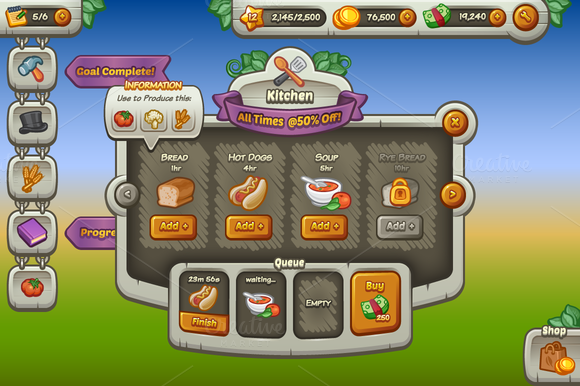 5/6
12
2,145/2,500
76,500
19,240
Goal Complete!
Information
Use to Produce this:
Kitchen
All Times @50% Off!
Bread
1hr
Add +
Hot Dogs
4hr
Add +
Soup
5hr
Add +
Rye Bread
10hr
Add +
Progre
Queue
23m 56s
Finish
waiting...
Empty
Buy
250
Shop
Creative